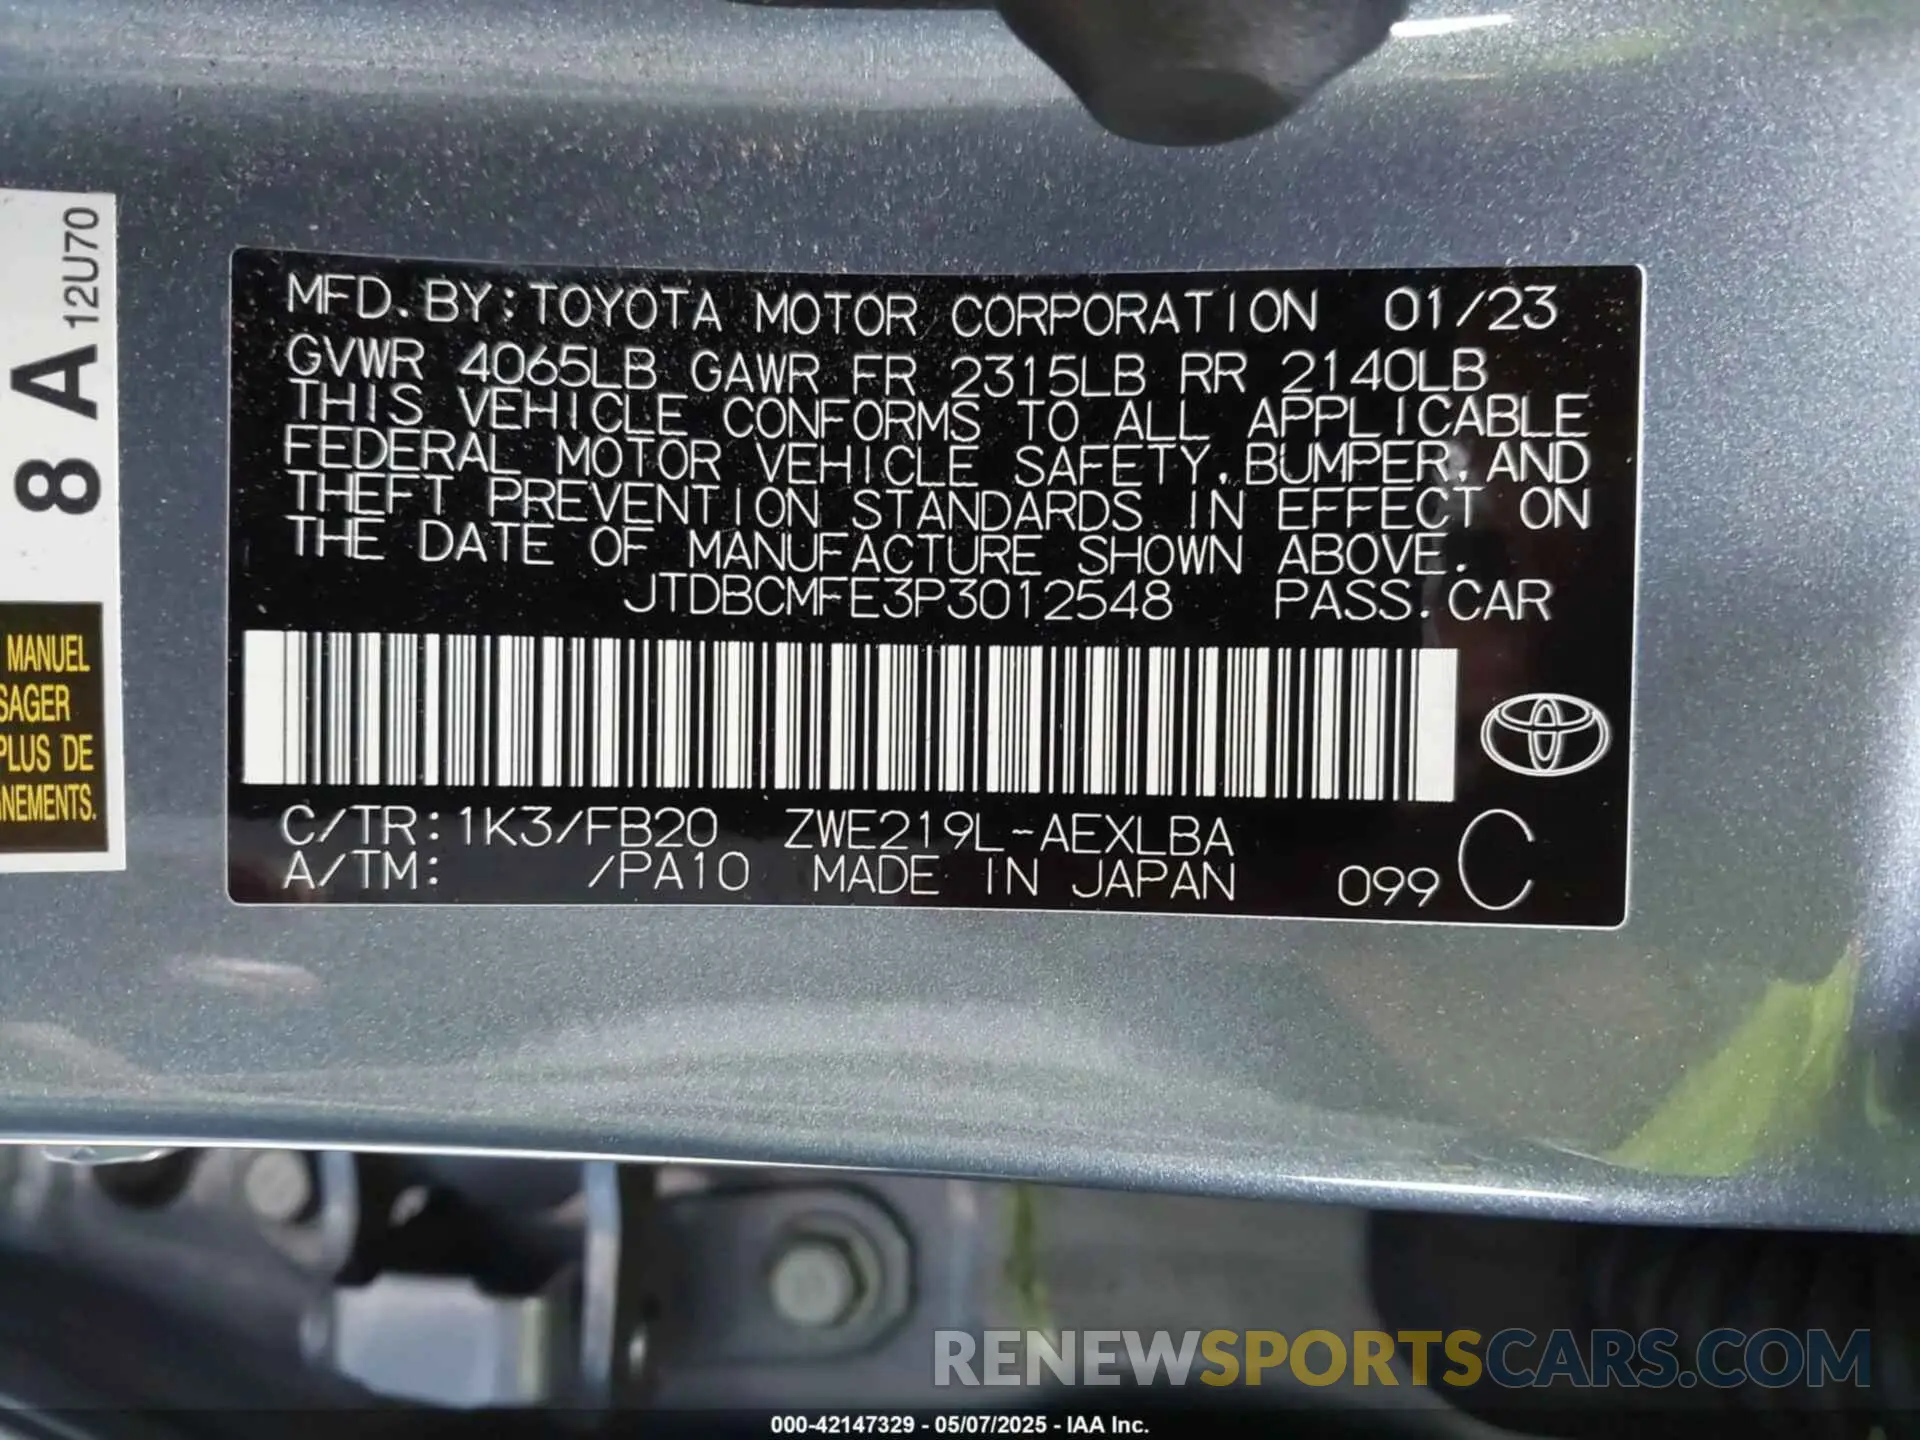 8 A 12U70
MANUEL
SAGER
PLUS DE
GNEMENTS.
MFD. BY: TOYOTA MOTOR CORPORATION 01/23
GVWR 4065LB GAWR FR 2315LB RR 2140LB
THIS VEHICLE CONFORMS TO ALL APPLICABLE
FEDERAL MOTOR VEHICLE SAFETY, BUMPER, AND
THEFT PREVENTION STANDARDS IN EFFECT ON
THE DATE OF MANUFACTURE SHOWN ABOVE.
JTDBCMFE3P3012548 PASS. CAR
C/TR: 1K3/FB20 ZWE219L-AEXLBA
A/TM: /PA10 MADE IN JAPAN 099 C
RENEWSPORTSCARS.COM
000-42147329 - 05/07/2025 - IAA Inc.